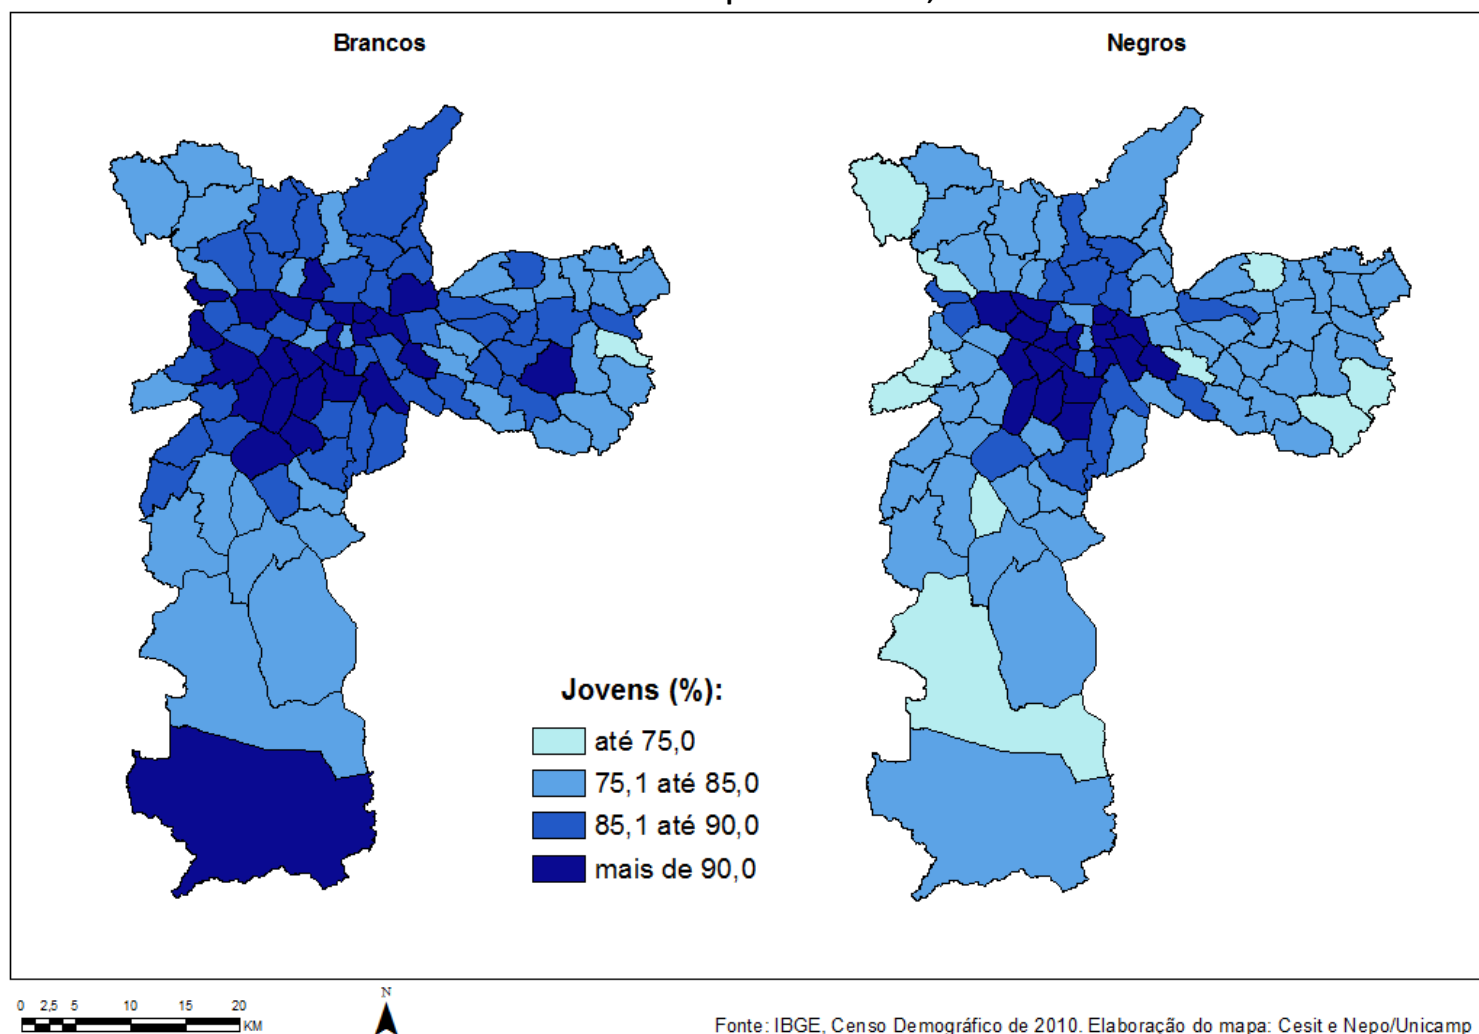 Brancos
Negros
Jovens (%):
até 75,0
75,1 até 85,0
85,1 até 90,0
mais de 90,0
0 2,5 5 10 15 20
KM
N
Fonte: IBGE, Censo Demográfico de 2010. Elaboração do mapa: Cesit e Nepo/Unicamp